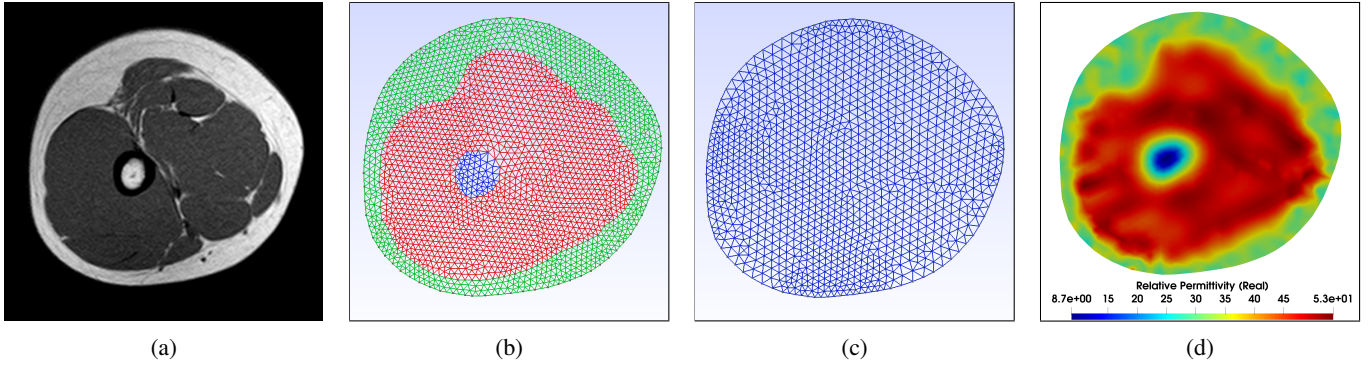 Relative Permittivity (Real)
8.7e+00 15 20 25 30 35 40 45 5.3e+01
(a) (b) (c) (d)